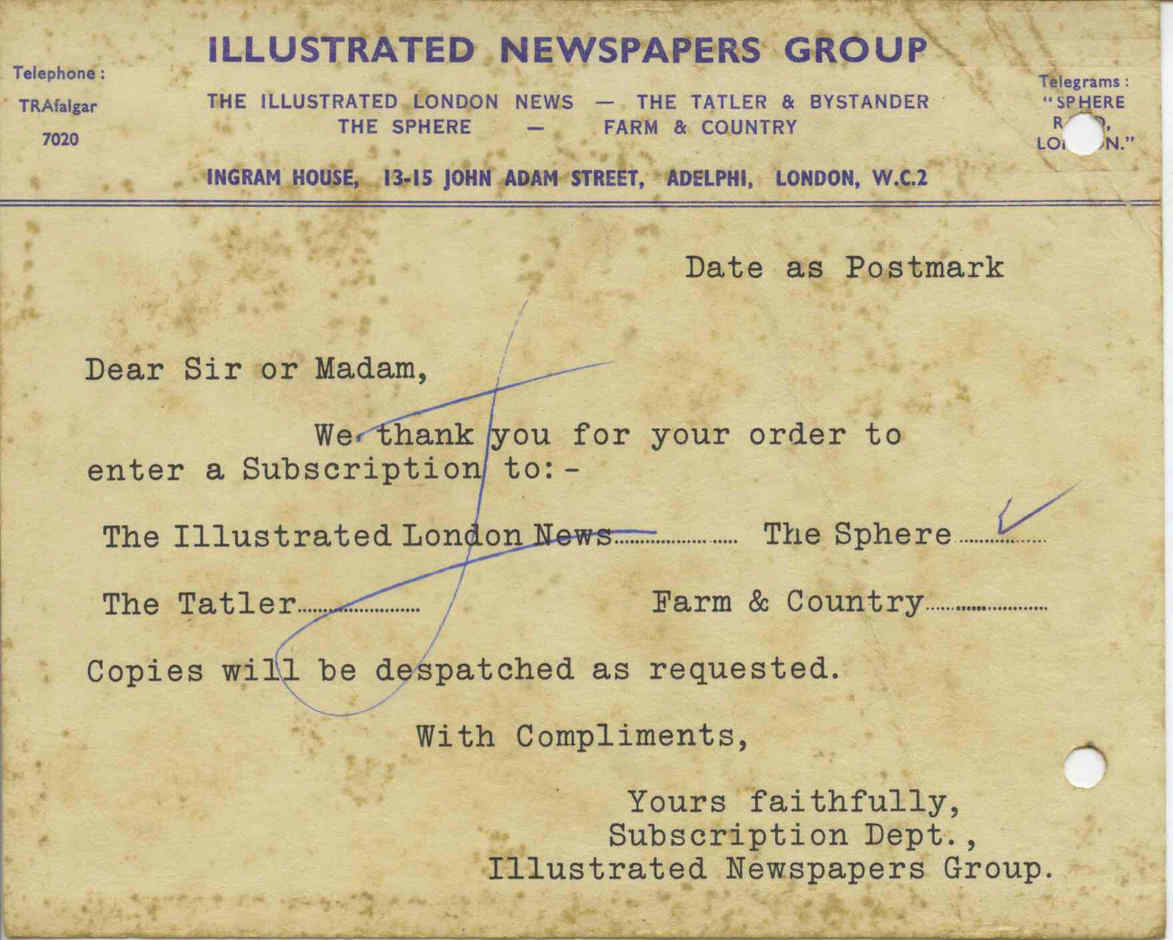 ILLUSTRATED NEWSPAPERS GROUP
Telephone :
TRAfalgar
7020
THE ILLUSTRATED LONDON NEWS — THE TATLER & BYSTANDER
THE SPHERE — FARM & COUNTRY
Telegrams :
"SPHERE
INGRAM HOUSE, 13-15 JOHN ADAM STREET, ADELPHI, LONDON, W.C.2
Date as Postmark
Dear Sir or Madam,
We thank you for your order to
enter a Subscription to:-
The Illustrated London News.................. The Sphere............
The Tatler................ Farm & Country................
Copies will be despatched as requested.
With Compliments,
Yours faithfully,
Subscription Dept.,
Illustrated Newspapers Group.